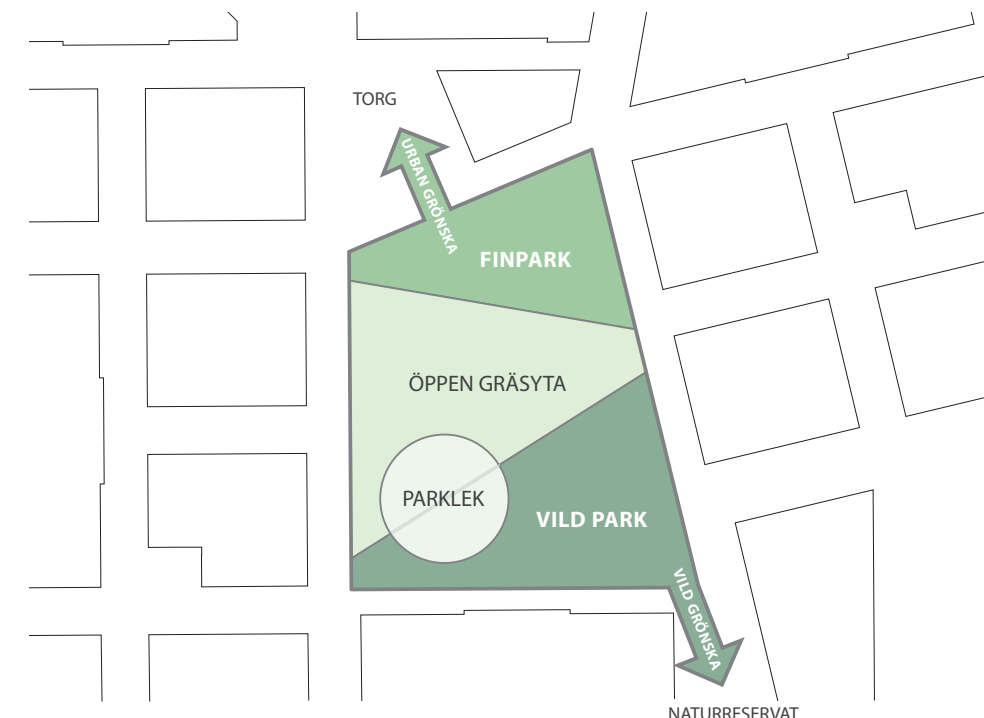 TORG
URBAN GRÖNSKA
FINPARK
ÖPPEN GRÄSYTA
PARKLEK
VILD PARK
VILD GRÖNSKA
NATURRESERVAT